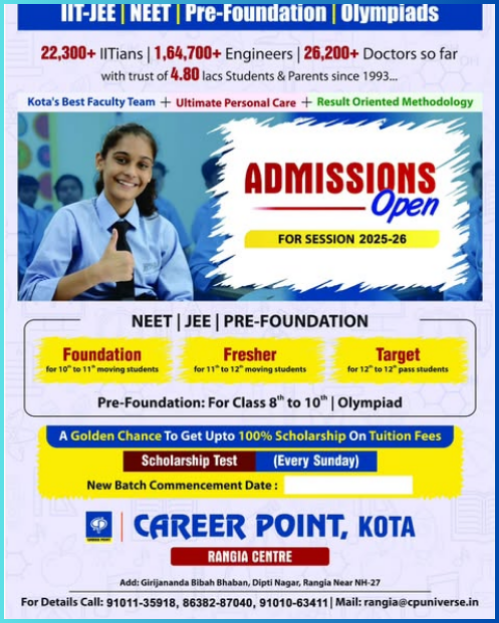 IIT-JEE | NEET | Pre-Foundation | Olympiads
22,300+ IITians | 1,64,700+ Engineers | 26,200+ Doctors so far
with trust of 4.80 lacs Students & Parents since 1993...
Kota's Best Faculty Team + Ultimate Personal Care + Result Oriented Methodology
ADMISSIONS
Open
FOR SESSION 2025-26
NEET | JEE | PRE-FOUNDATION
Foundation Fresher Target
for 10th to 11th moving students for 11th to 12th moving students for 12th to 12th pass students
Pre-Foundation: For Class 8th to 10th | Olympiad
A Golden Chance To Get Upto 100% Scholarship On Tuition Fees
Scholarship Test (Every Sunday)
New Batch Commencement Date :
CAREER POINT, KOTA
RANGIA CENTRE
Add: Girijananda Bibah Bhaban, Dipti Nagar, Rangia Near NH-27
For Details Call: 91011-35918, 86382-87040, 91010-63411 | Mail: rangia@cpuniverse.in